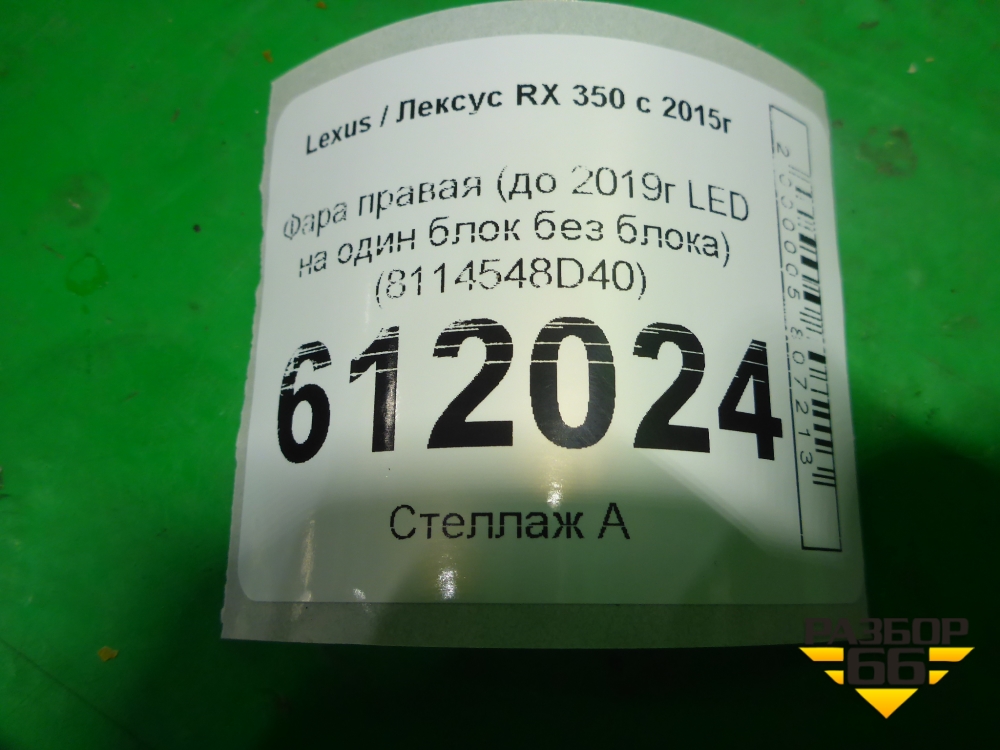 Lexus / Лексус RX 350 с 2015г
Фара правая (до 2019г LED
на один блок без блока)
(8114548D40)
612024
Стеллаж А
РАЗБОР
66